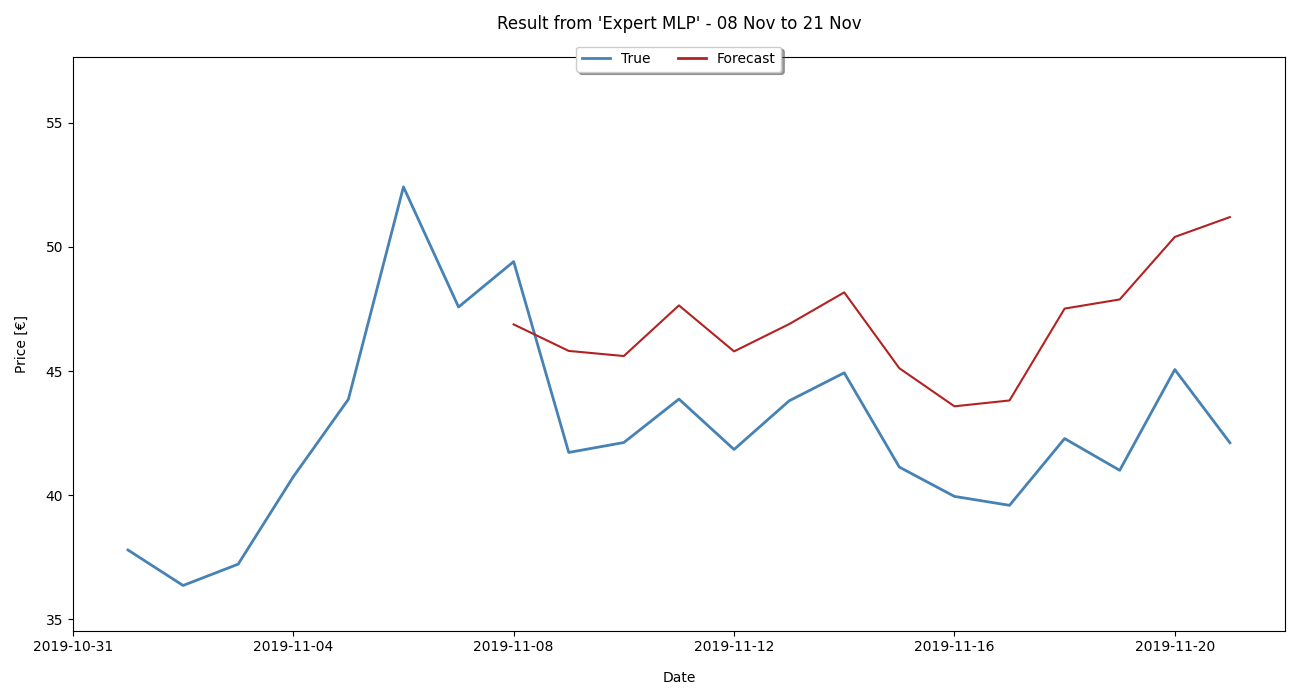 Result from 'Expert MLP' - 08 Nov to 21 Nov
True Forecast
55
50
45
40
35
Price [€]
2019-10-31 2019-11-04 2019-11-08 2019-11-12 2019-11-16 2019-11-20
Date